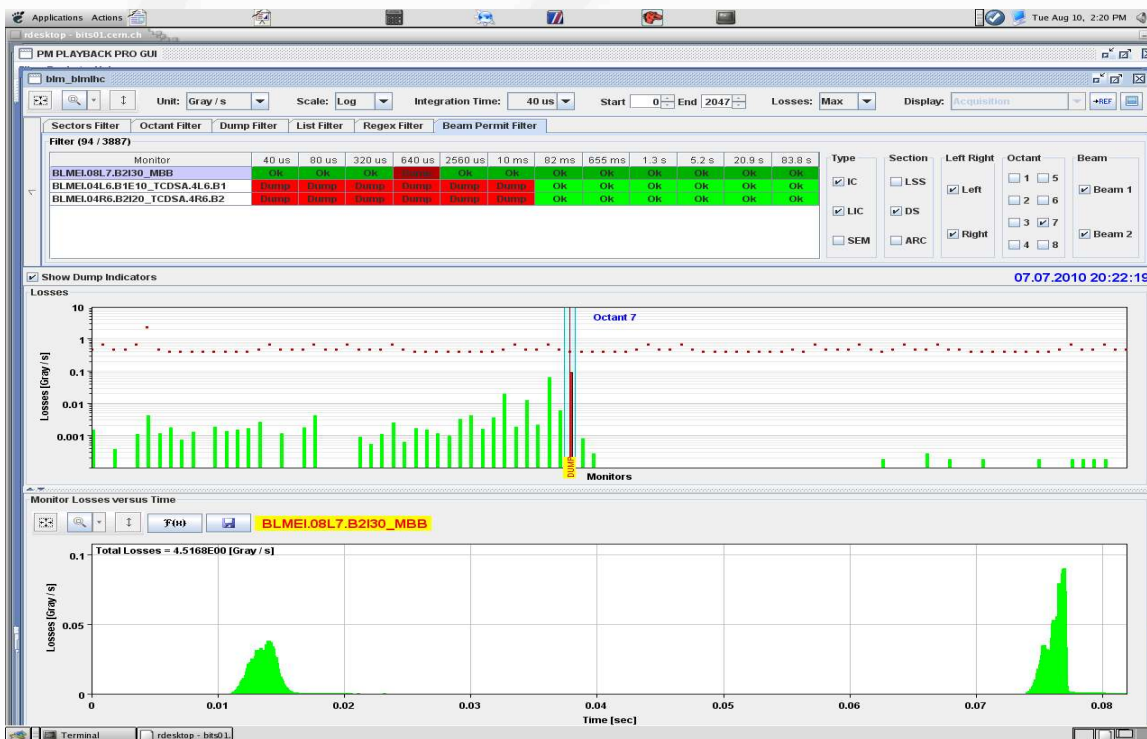 Applications Actions Tue Aug 10, 2:20 PM
rdesktop - bits01.cern.ch
PM PLAYBACK PRO GUI
blm_blmlhc
Unit: Gray / s Scale: Log Integration Time: 40 us Start 0 End 2047 Losses: Max Display: Acquisition →REF
Sectors Filter Octant Filter Dump Filter List Filter Regex Filter Beam Permit Filter
Filter (94 / 3887)
Monitor 40 us 80 us 320 us 640 us 2560 us 10 ms 82 ms 655 ms 1.3 s 5.2 s 20.9 s 83.8 s
BLMEI.08L7.B2I30_MBB Ok Ok Ok Dump Ok Ok Ok Ok Ok Ok Ok Ok
BLMEI.04L6.B1E10_TCDSA.4L6.B1 Dump Dump Dump Dump Dump Dump Ok Ok Ok Ok Ok Ok
BLMEI.04R6.B2I20_TCDSA.4R6.B2 Dump Dump Dump Dump Dump Dump Ok Ok Ok Ok Ok Ok
Type Section Left Right Octant Beam
IC LSS Left 1 5 Beam 1
LIC DS 2 6
SEM ARC Right 3 7 Beam 2
4 8
Show Dump Indicators 07.07.2010 20:22:19
Losses
Octant 7
10
1
0.1
0.01
0.001
Losses [Gray / s]
DUMP
Monitors
Monitor Losses versus Time
F(x) BLMEI.08L7.B2I30_MBB
Total Losses = 4.5168E00 [Gray / s]
0.1
0.05
0
Losses [Gray / s]
0 0.01 0.02 0.03 0.04 0.05 0.06 0.07 0.08
Time [sec]
Terminal rdesktop - bits01.